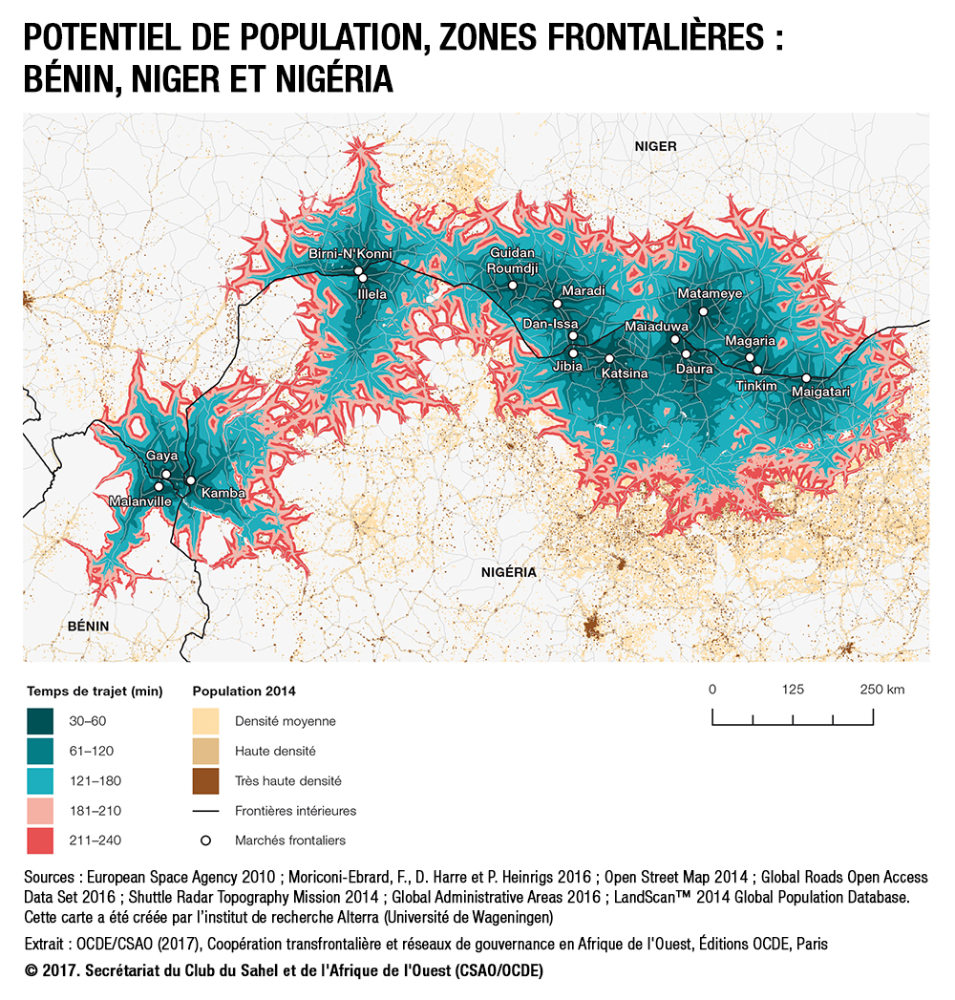 POTENTIEL DE POPULATION, ZONES FRONTALIÈRES :
BÉNIN, NIGER ET NIGÉRIA
NIGER
Birni-N'Konni
Illela
Guidan
Roumdji
Maradi
Matameye
Dan-Issa
Maiaduwa
Magaria
Jibia
Katsina
Daura
Tinkim
Maigatari
Gaya
Malanville
Kamba
NIGÉRIA
BÉNIN
Temps de trajet (min)
30–60
61–120
121–180
181–210
211–240
Population 2014
Densité moyenne
Haute densité
Très haute densité
Frontières intérieures
Marchés frontaliers
0 125 250 km
Sources : European Space Agency 2010 ; Moriconi-Ebrard, F., D. Harre et P. Heinrigs 2016 ; Open Street Map 2014 ; Global Roads Open Access
Data Set 2016 ; Shuttle Radar Topography Mission 2014 ; Global Administrative Areas 2016 ; LandScan™ 2014 Global Population Database.
Cette carte a été créée par l'institut de recherche Alterra (Université de Wageningen)
Extrait : OCDE/CSAO (2017), Coopération transfrontalière et réseaux de gouvernance en Afrique de l'Ouest, Éditions OCDE, Paris
© 2017. Secrétariat du Club du Sahel et de l'Afrique de l'Ouest (CSAO/OCDE)